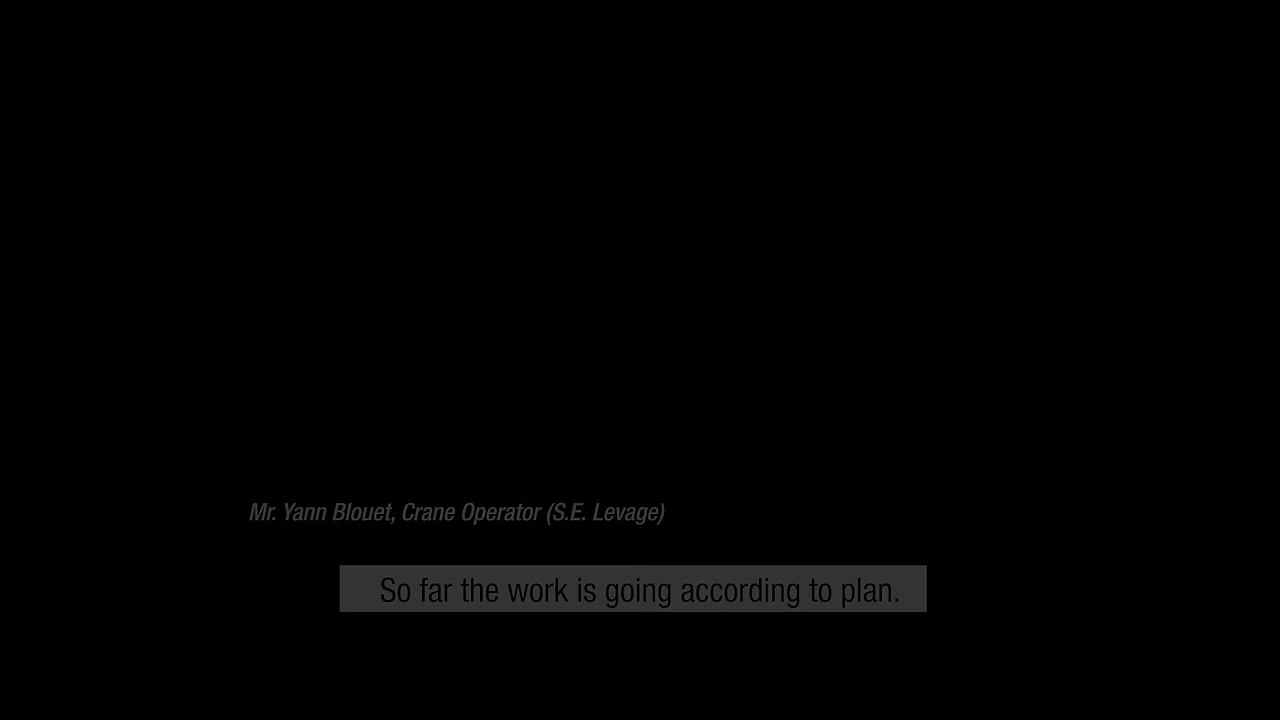 Mr. Yann Blouet, Crane Operator (S.E. Levage)
So far the work is going according to plan.